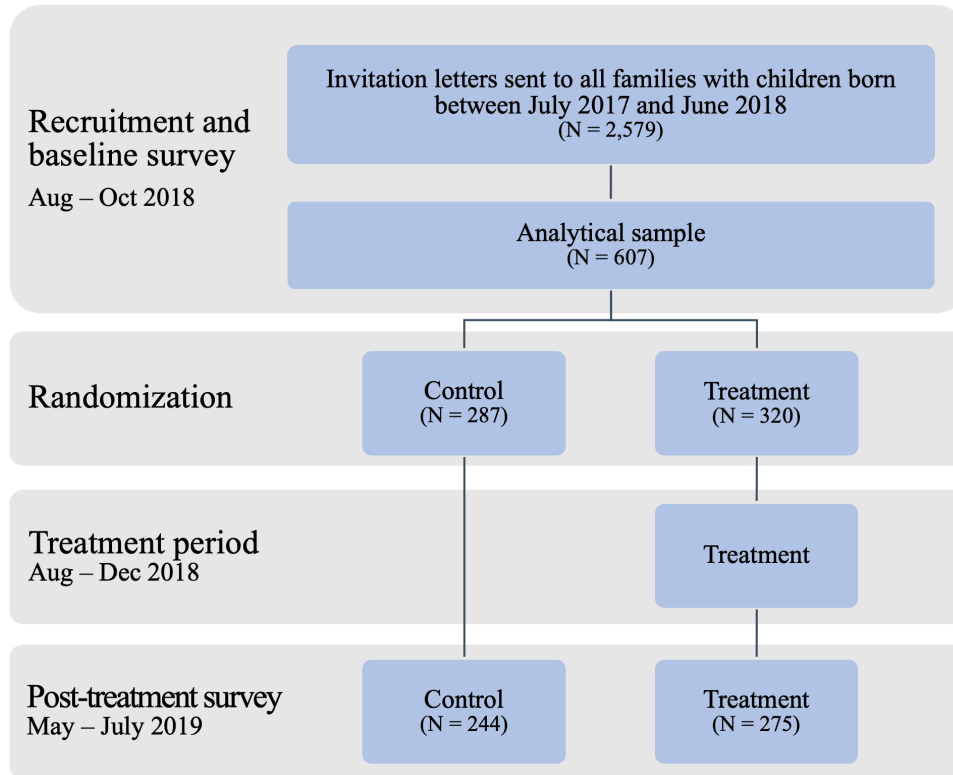 Recruitment and
baseline survey
Aug – Oct 2018
Invitation letters sent to all families with children born
between July 2017 and June 2018
(N = 2,579)
Analytical sample
(N = 607)
Randomization
Control
(N = 287)
Treatment
(N = 320)
Treatment period
Aug – Dec 2018
Treatment
Post-treatment survey
May – July 2019
Control
(N = 244)
Treatment
(N = 275)